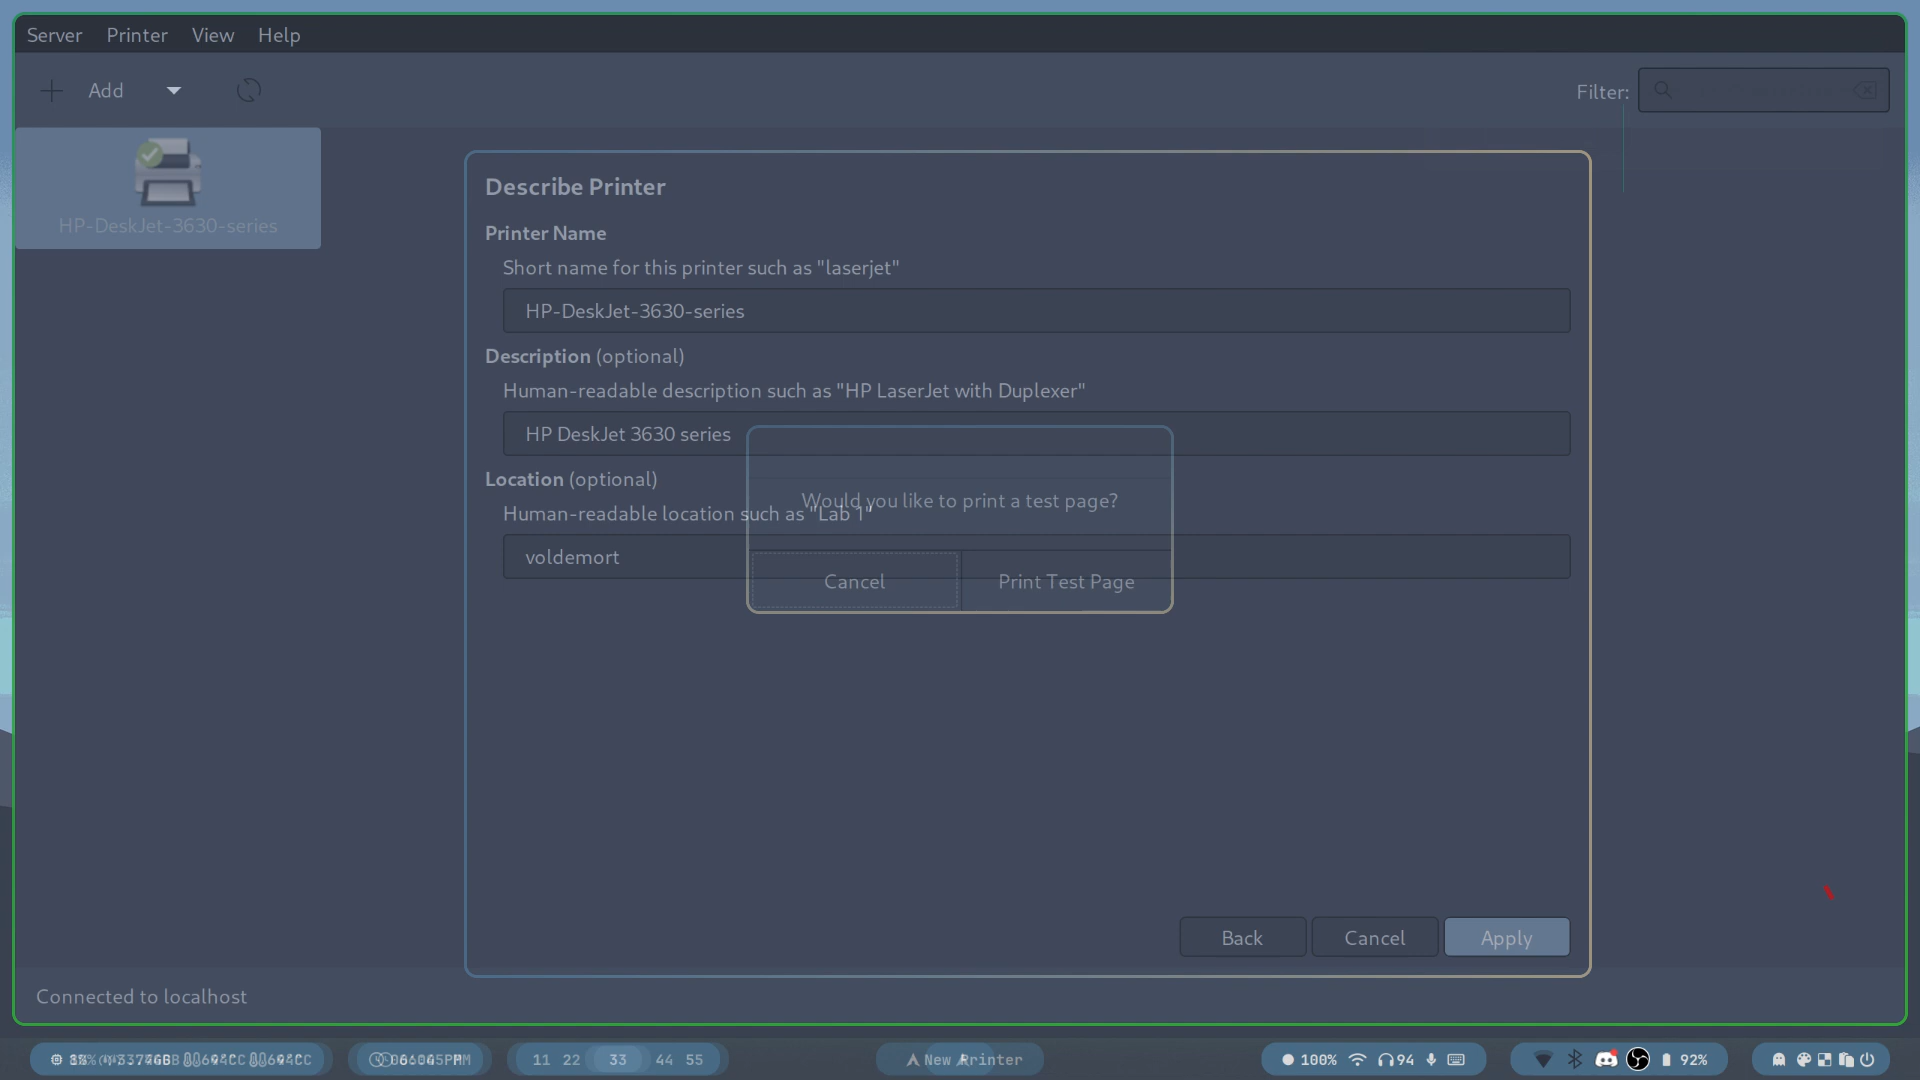 Server Printer View Help
Add
Filter:
HP-DeskJet-3630-series
Describe Printer
Printer Name
Short name for this printer such as "laserjet"
HP-DeskJet-3630-series
Description (optional)
Human-readable description such as "HP LaserJet with Duplexer"
HP DeskJet 3630 series
Location (optional)
Human-readable location such as "Lab 1"
voldemort
Would you like to print a test page?
Cancel Print Test Page
Back Cancel Apply
Connected to localhost
11 22 33 44 55
New Printer
100% 94 92%